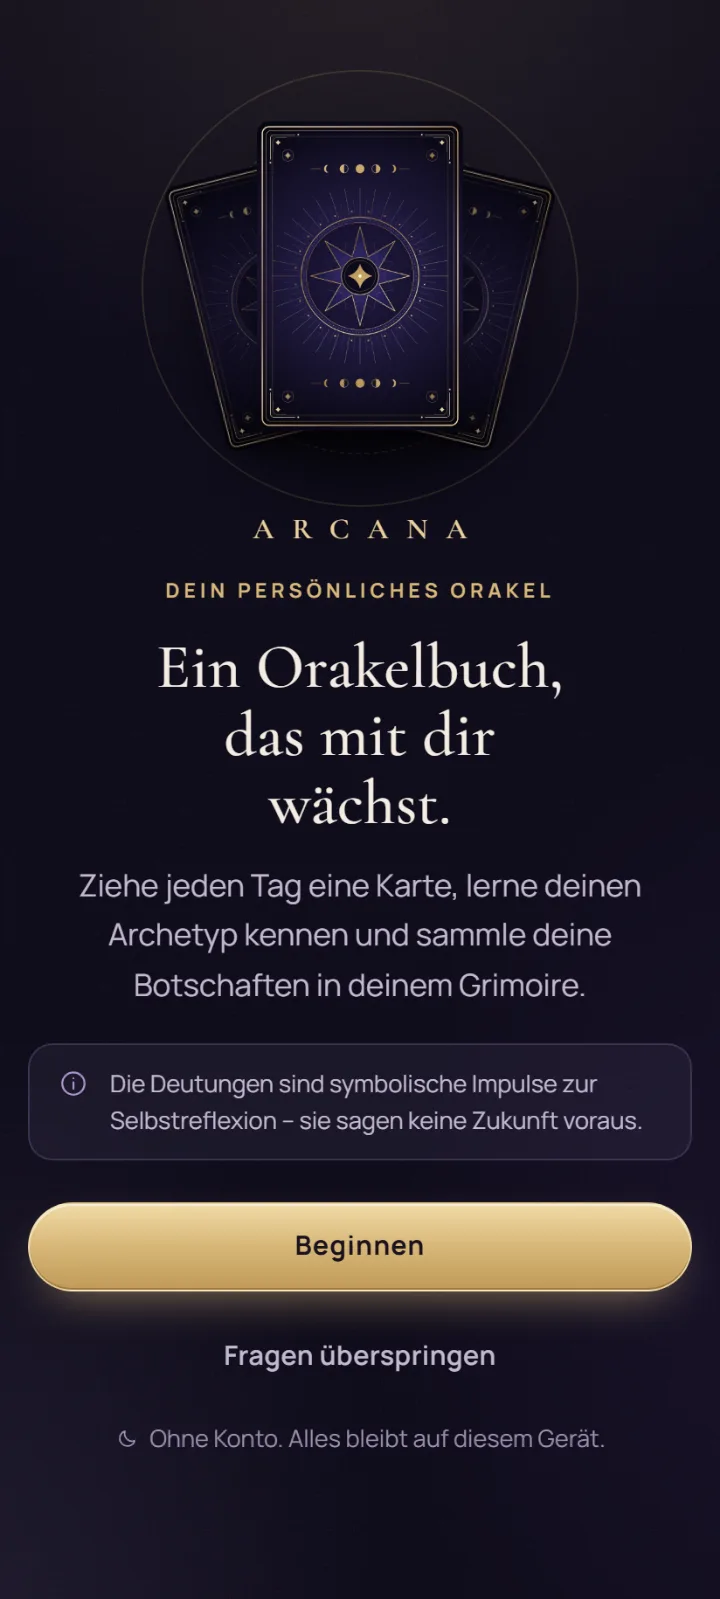 ARCANA
DEIN PERSÖNLICHES ORAKEL
Ein Orakelbuch,
das mit dir
wächst.
Ziehe jeden Tag eine Karte, lerne deinen
Archetyp kennen und sammle deine
Botschaften in deinem Grimoire.
Die Deutungen sind symbolische Impulse zur
Selbstreflexion – sie sagen keine Zukunft voraus.
Beginnen
Fragen überspringen
Ohne Konto. Alles bleibt auf diesem Gerät.